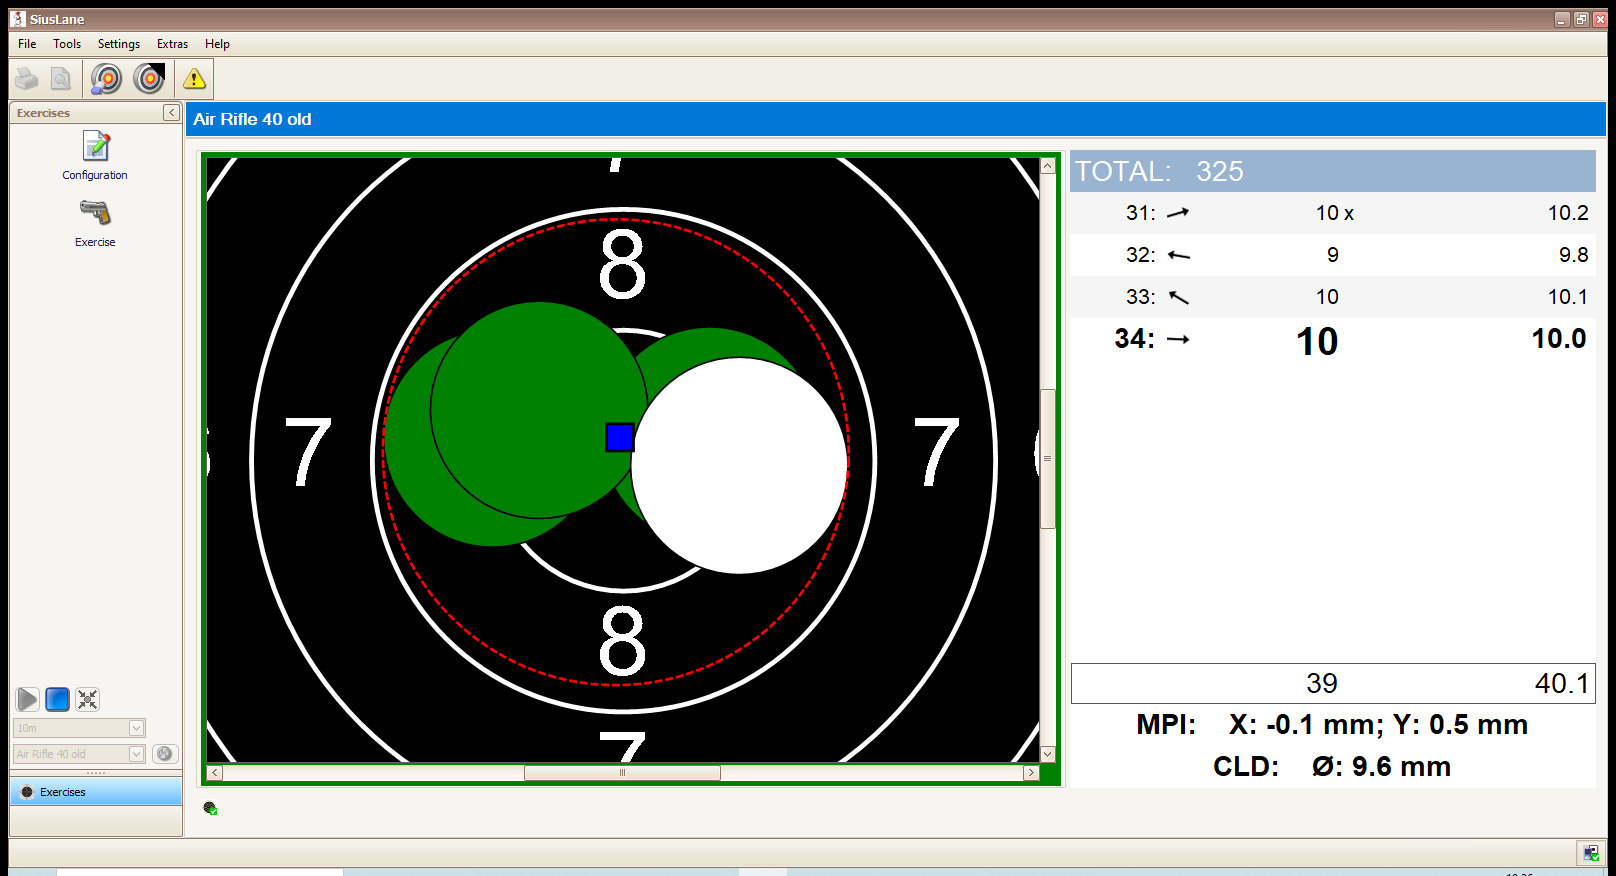 SiusLane
File Tools Settings Extras Help
Exercises
Air Rifle 40 old
Configuration
Exercise
7
8
7 7
8
7
TOTAL: 325
31: 10 x 10.2
32: 9 9.8
33: 10 10.1
34: 10 10.0
39 40.1
MPI: X: -0.1 mm; Y: 0.5 mm
CLD: Ø: 9.6 mm
10m
Air Rifle 40 old
Exercises